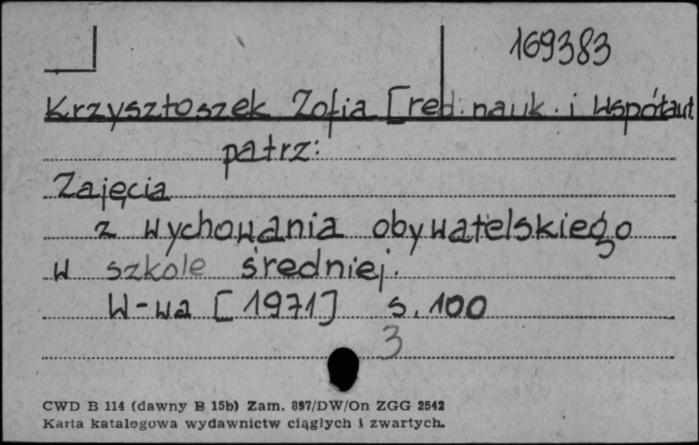 169383
Krzysztoszek Zofia [red. nauk. i współaut.
patrz:
Zajęcia
z wychowania obywatelskiego
w szkole średniej.
W-wa [1971] s. 100
3
CWD B 114 (dawny B 15b) Zam. 897/DW/On ZGG 2542
Karta katalogowa wydawnictw ciągłych i zwartych.